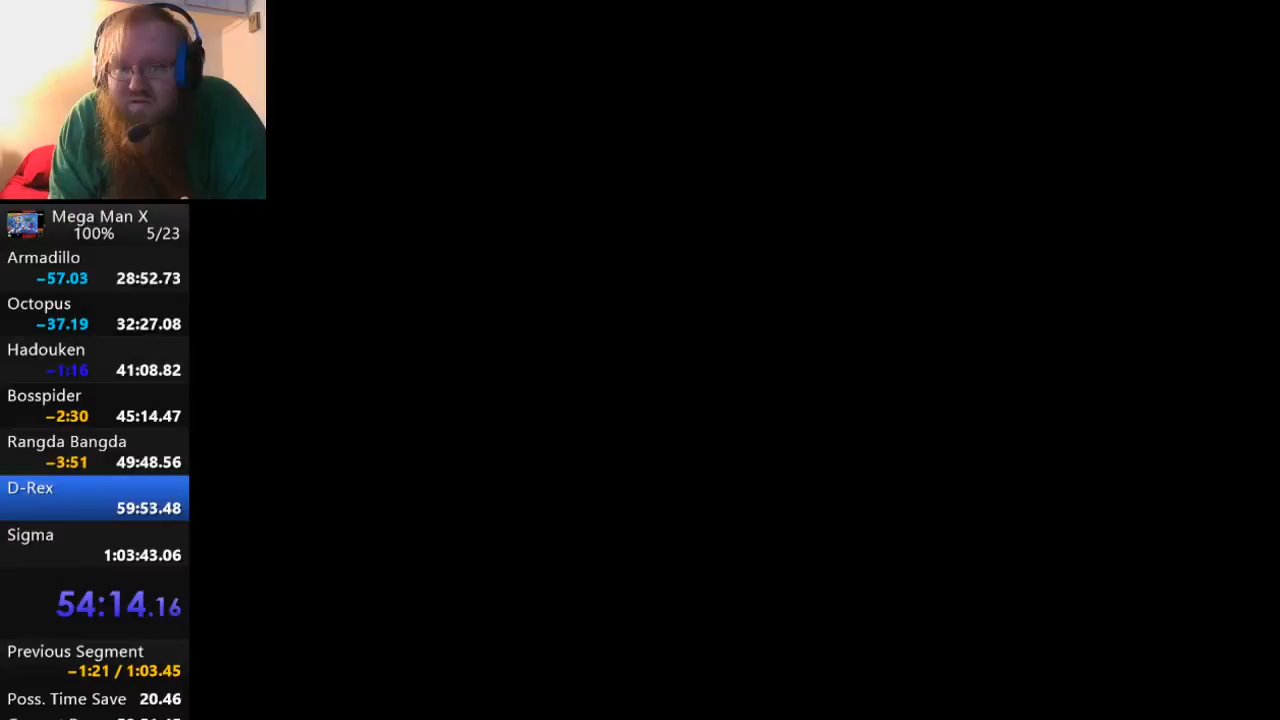 Mega Man X
100% 5/23
Armadillo
-57.03 28:52.73
Octopus
-37.19 32:27.08
Hadouken
-1:16 41:08.82
Bosspider
-2:30 45:14.47
Rangda Bangda
-3:51 49:48.56
D-Rex
59:53.48
Sigma
1:03:43.06
54:14.16
Previous Segment
-1:21 / 1:03.45
Poss. Time Save 20.46